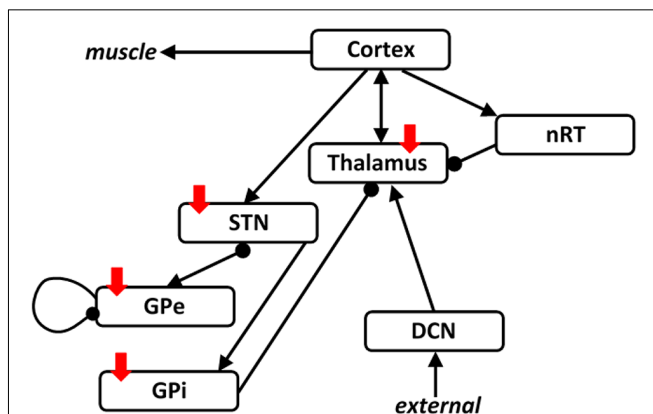 Cortex
muscle
nRT
Thalamus
STN
GPe
DCN
GPi
external